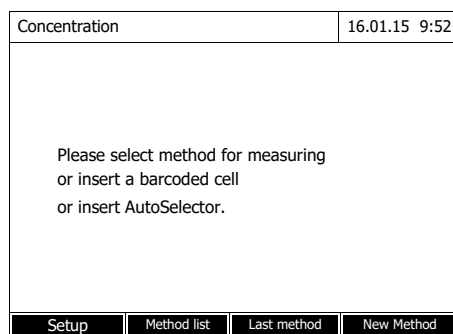 Concentration 16.01.15 9:52
Please select method for measuring
or insert a barcoded cell
or insert AutoSelector.
Setup Method list Last method New Method